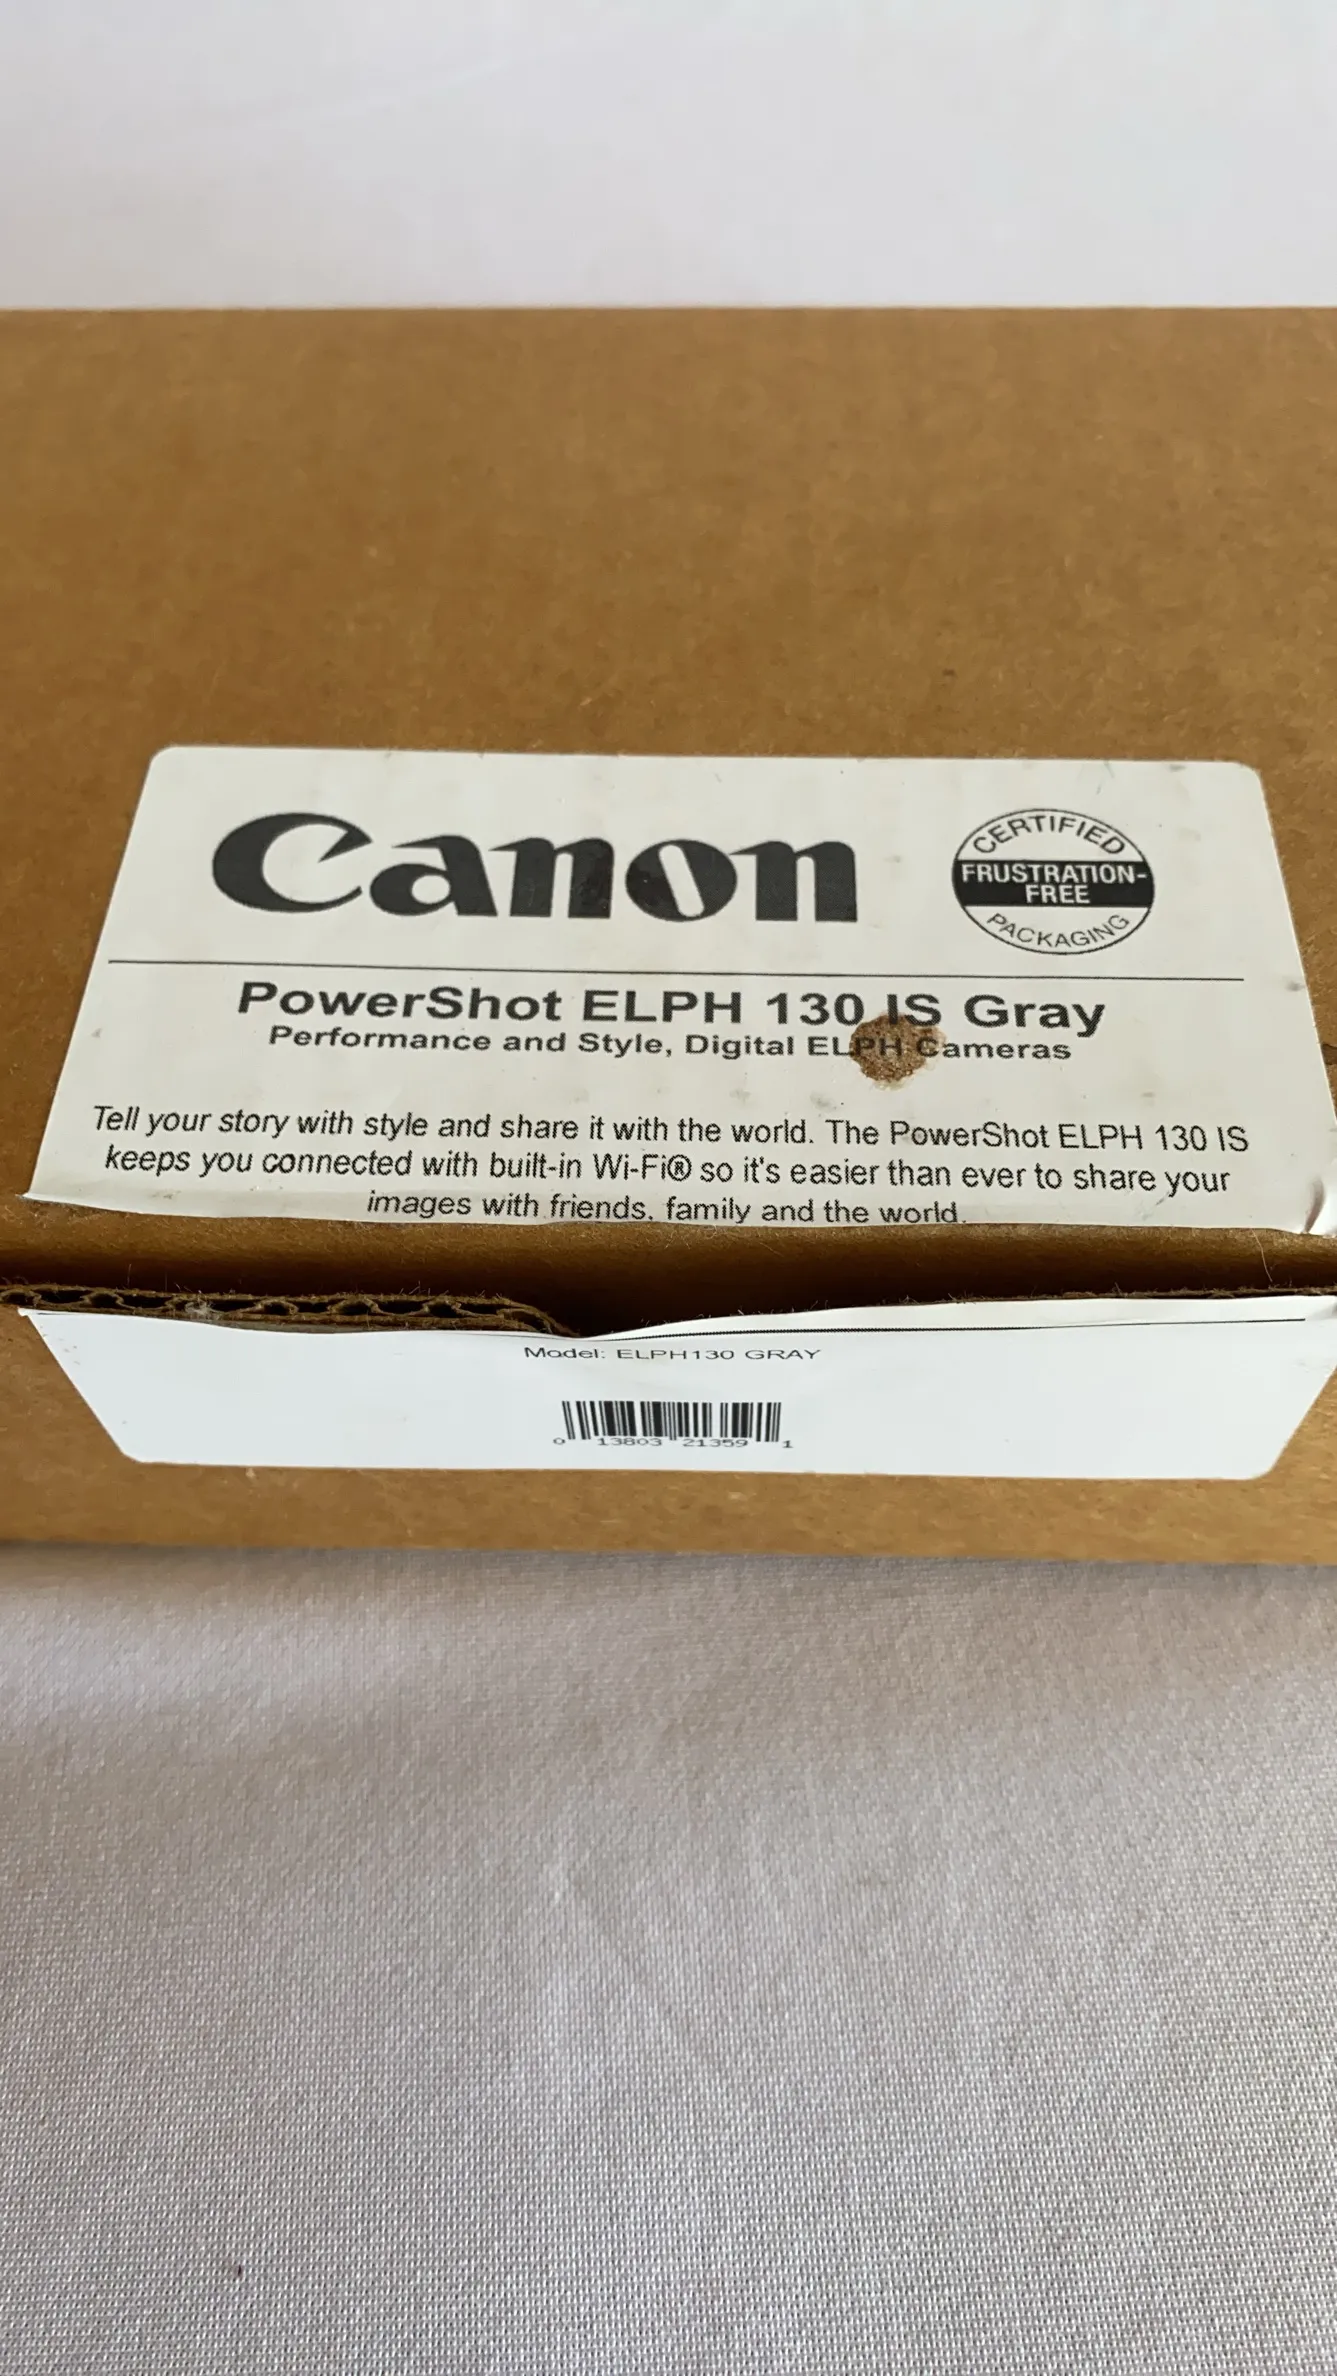 Canon
CERTIFIED
FRUSTRATION-
FREE
PACKAGING
PowerShot ELPH 130 IS Gray
Performance and Style, Digital ELPH Cameras
Tell your story with style and share it with the world. The PowerShot ELPH 130 IS
keeps you connected with built-in Wi-Fi® so it's easier than ever to share your
images with friends, family and the world.
Model: ELPH130 GRAY
0 13803 21359 1